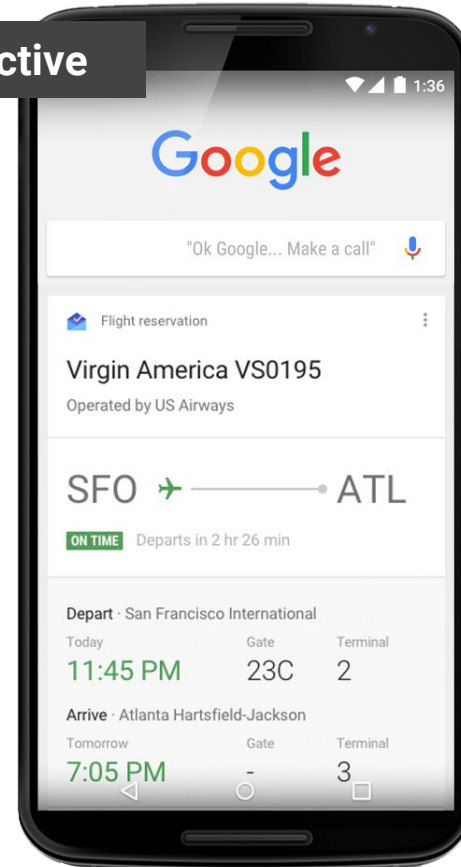 ctive
1:36
Google
"Ok Google... Make a call"
Flight reservation
Virgin America VS0195
Operated by US Airways
SFO ATL
ON TIME Departs in 2 hr 26 min
Depart · San Francisco International
Today Gate Terminal
11:45 PM 23C 2
Arrive · Atlanta Hartsfield-Jackson
Tomorrow Gate Terminal
7:05 PM - 3